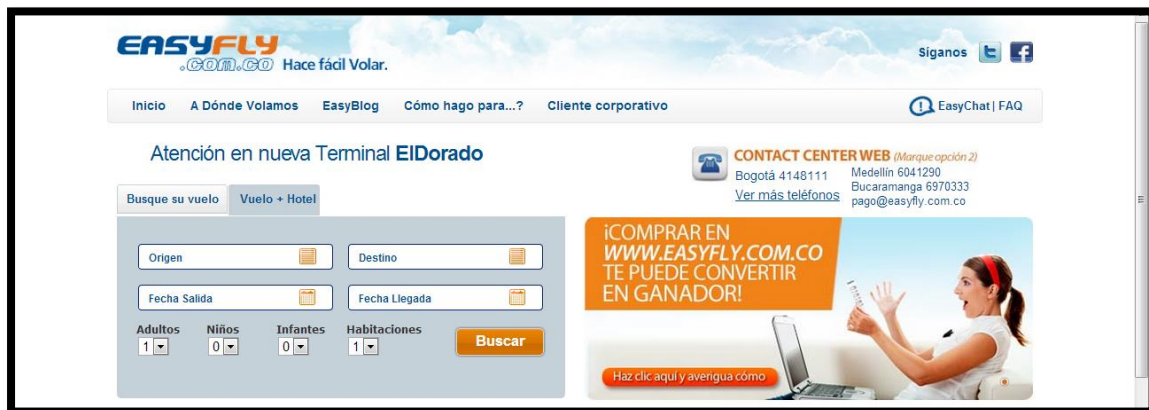 EASYFLY
.COM.CO Hace fácil Volar.
Síganos
Inicio A Dónde Volamos EasyBlog Cómo hago para...? Cliente corporativo EasyChat | FAQ
Atención en nueva Terminal ElDorado
CONTACT CENTER WEB (Marque opción 2)
Bogotá 4148111
Ver más teléfonos
Medellín 6041290
Bucaramanga 6970333
pago@easyfly.com.co
Busque su vuelo Vuelo + Hotel
Origen Destino
Fecha Salida Fecha Llegada
Adultos Niños Infantes Habitaciones
1 0 0 1 Buscar
¡COMPRAR EN
WWW.EASYFLY.COM.CO
TE PUEDE CONVERTIR
EN GANADOR!
Haz clic aquí y averigua cómo